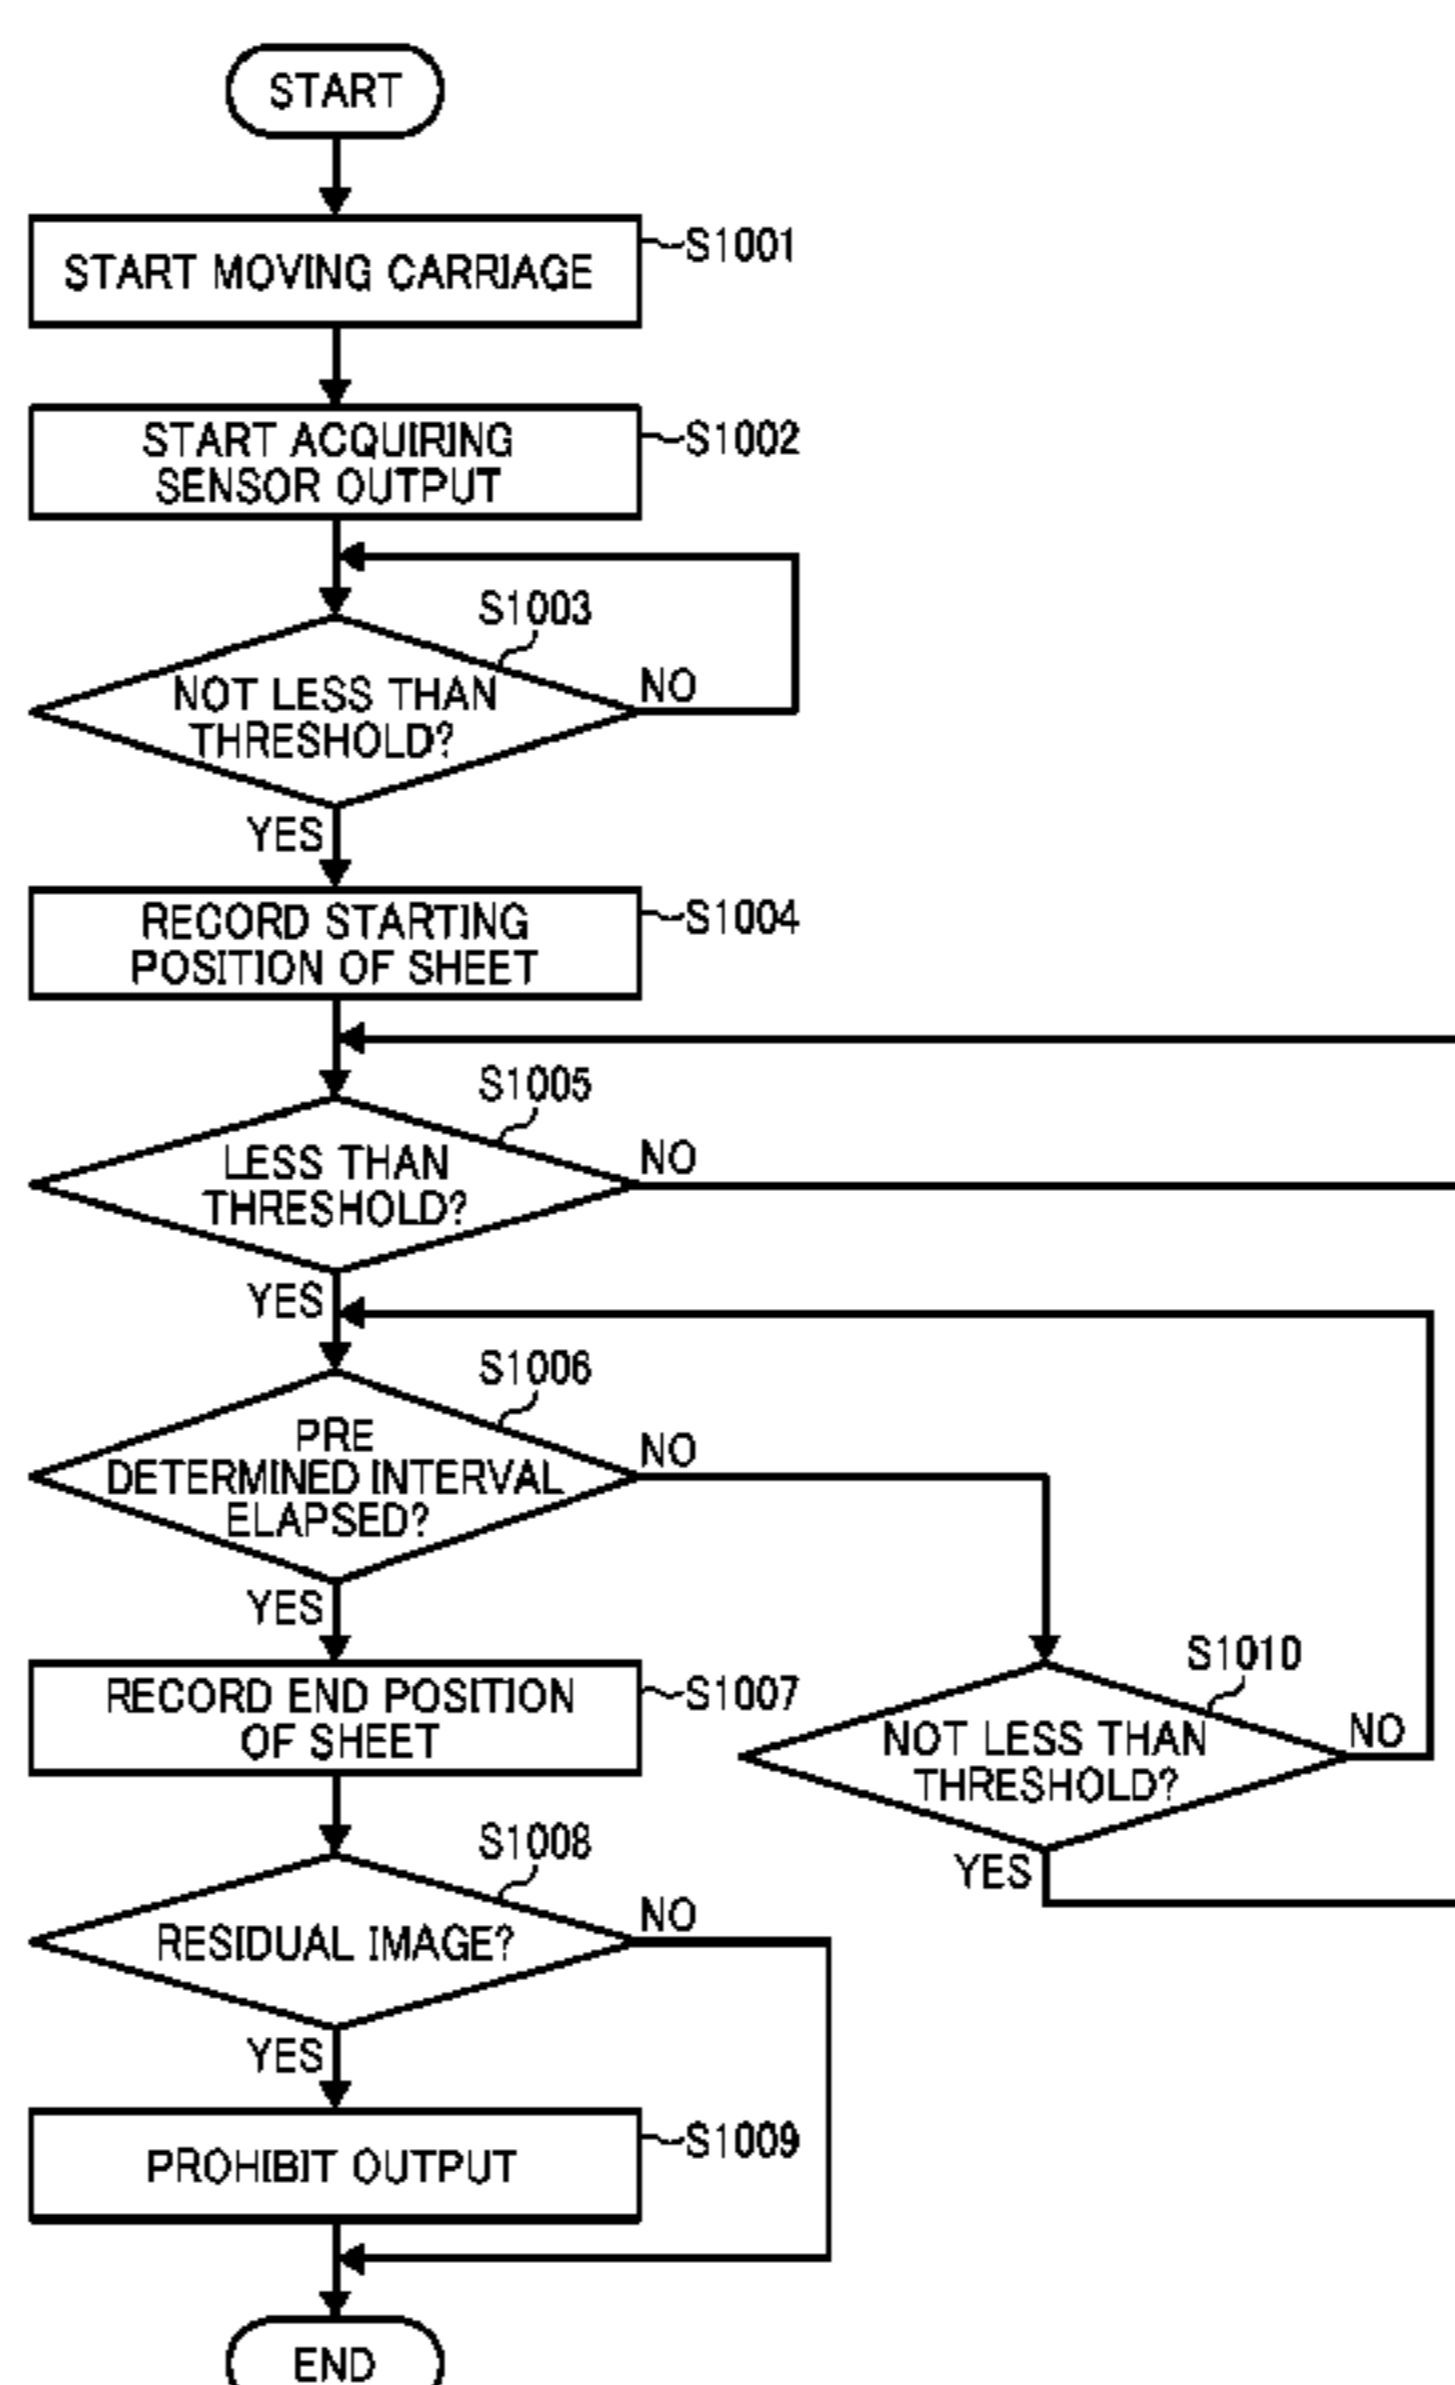 START
START MOVING CARRIAGE
S1001
START ACQUIRING
SENSOR OUTPUT
S1002
S1003
NOT LESS THAN
THRESHOLD?
NO
YES
RECORD STARTING
POSITION OF SHEET
S1004
S1005
LESS THAN
THRESHOLD?
NO
YES
S1006
PRE
DETERMINED INTERVAL
ELAPSED?
NO
YES
RECORD END POSITION
OF SHEET
S1007
S1010
NOT LESS THAN
THRESHOLD?
NO
YES
S1008
RESIDUAL IMAGE?
NO
YES
PROHIBIT OUTPUT
S1009
END